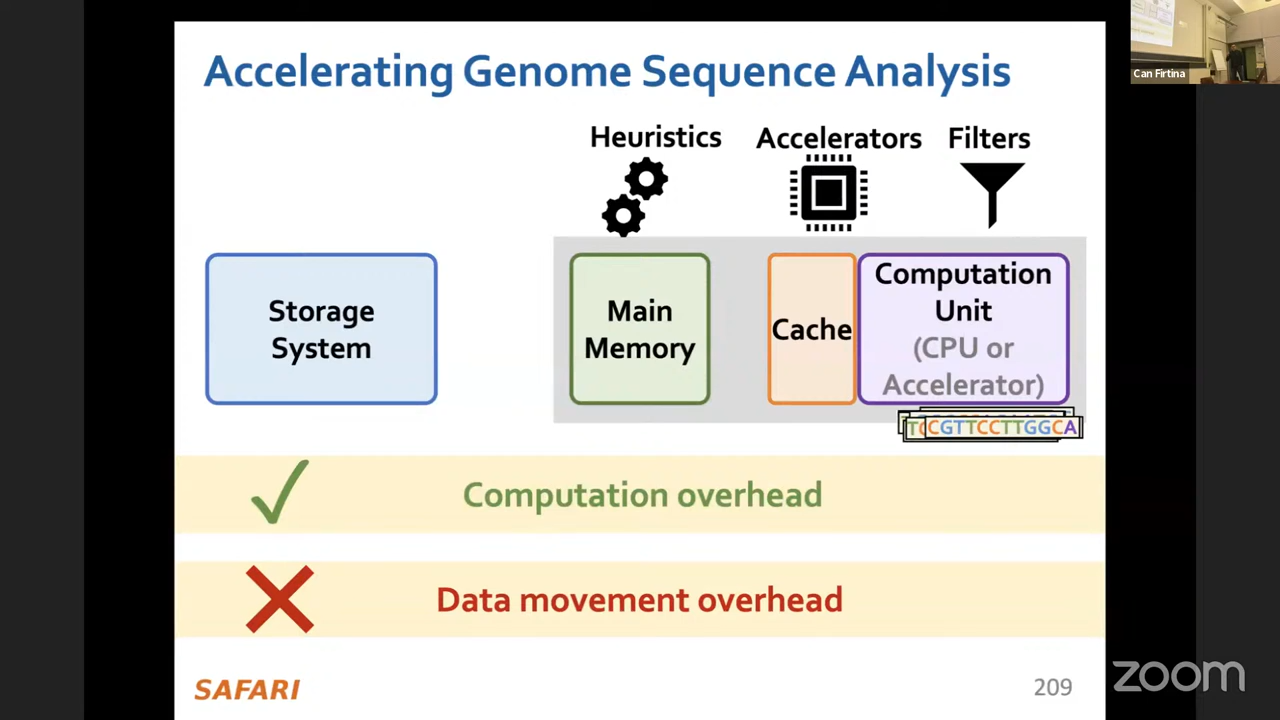 Accelerating Genome Sequence Analysis
Can Firtina
Heuristics
Accelerators
Filters
Storage
System
Main
Memory
Cache
Computation
Unit
(CPU or
Accelerator)
CCGTTCCTTGGCA
Computation overhead
Data movement overhead
SAFARI
209
zoom